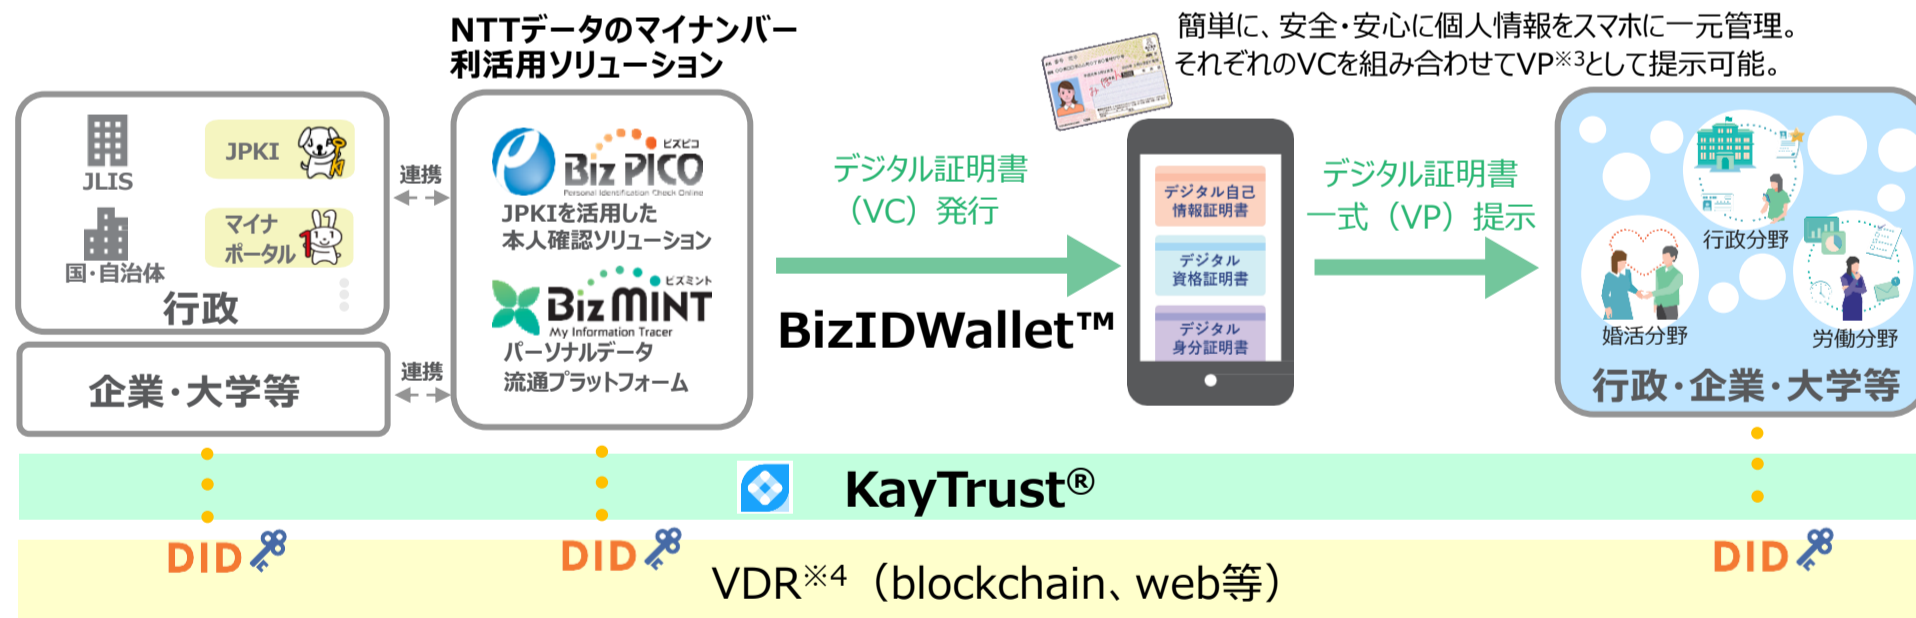 NTTデータのマイナンバー
利活用ソリューション
簡単に、安全・安心に個人情報をスマホに一元管理。
それぞれのVCを組み合わせてVP※3として提示可能。
JLIS
JPKI
国・自治体
マイナ
ポータル
1
行政
企業・大学等
連携
連携
ビズピコ
Biz PICO
Personal Identification Check Online
JPKIを活用した
本人確認ソリューション
ビズミント
Biz MINT
My Information Tracer
パーソナルデータ
流通プラットフォーム
デジタル証明書
（VC）発行
BizIDWallet™
デジタル自己
情報証明書
デジタル
資格証明書
デジタル
身分証明書
デジタル証明書
一式（VP）提示
行政分野
婚活分野
労働分野
行政・企業・大学等
KayTrust®
DID
DID
DID
VDR※4（blockchain、web等）